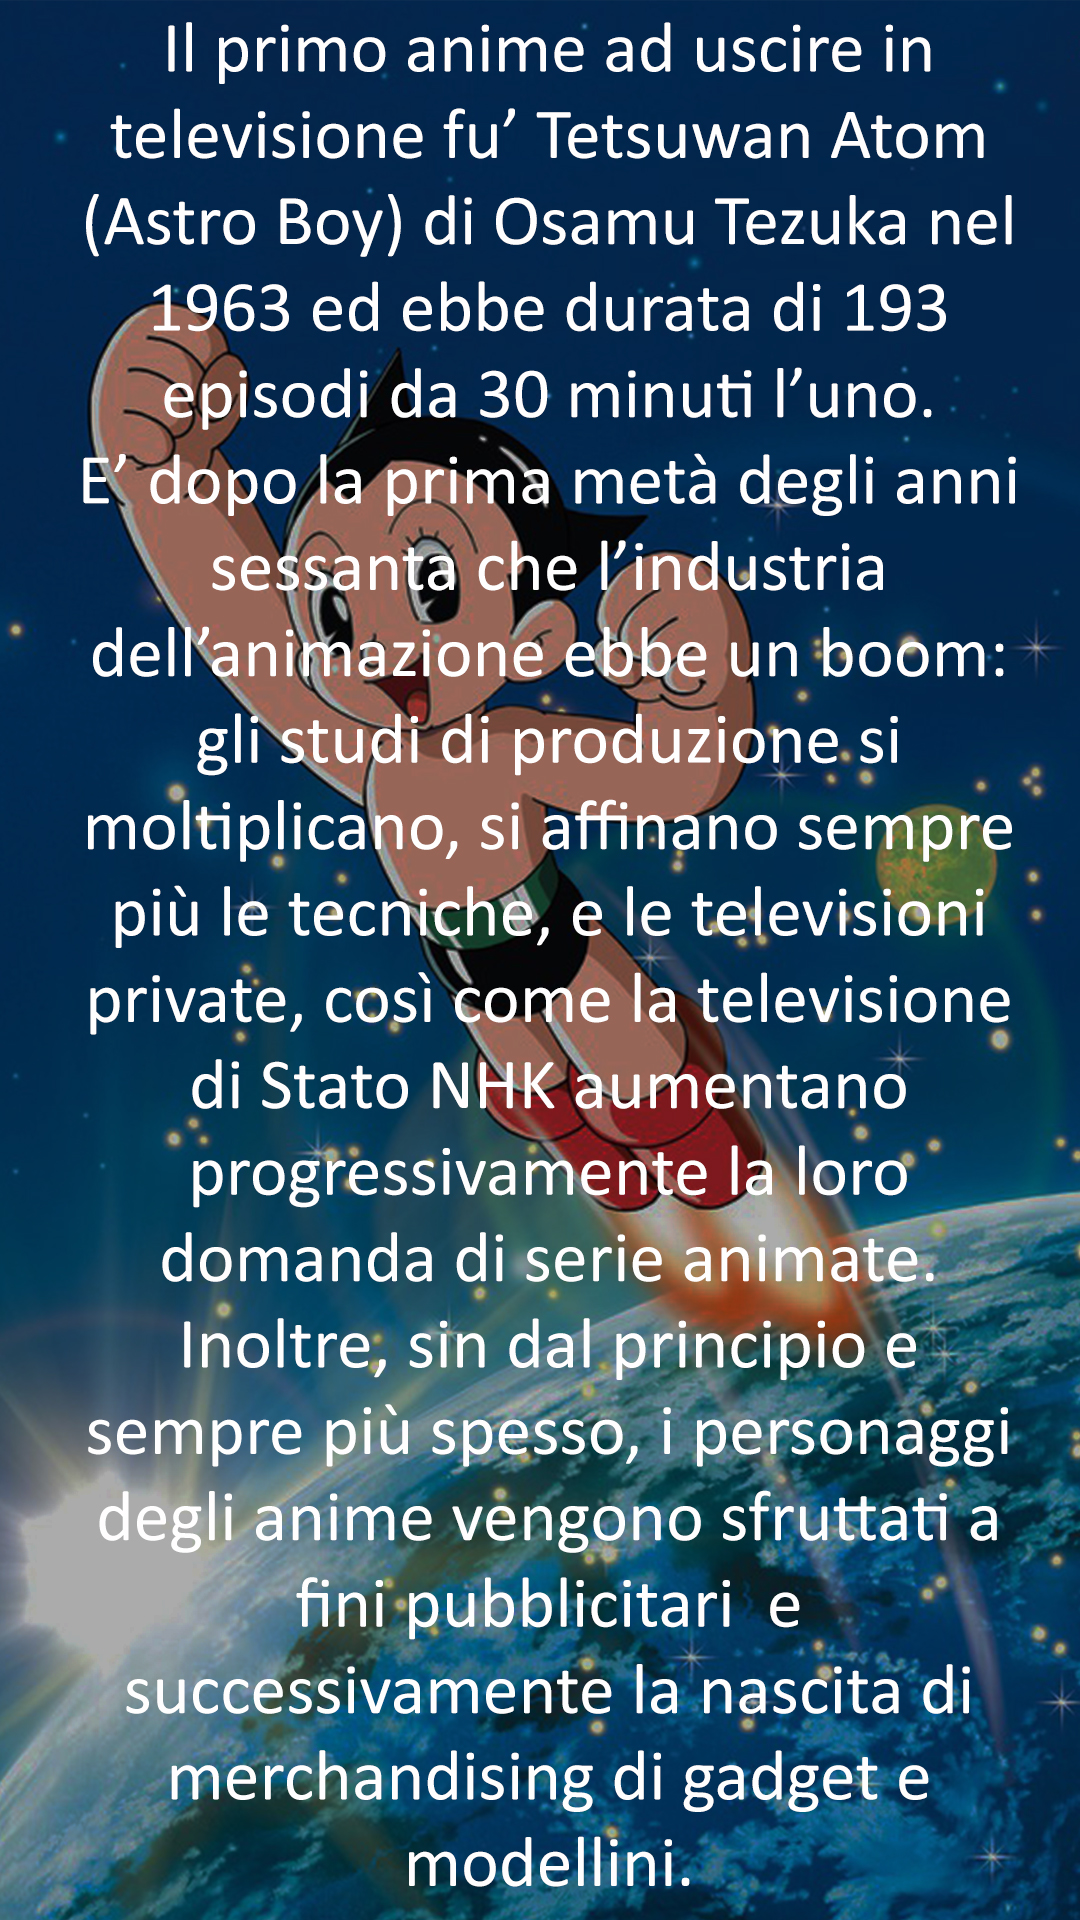 Il primo anime ad uscire in
televisione fu’ Tetsuwan Atom
(Astro Boy) di Osamu Tezuka nel
1963 ed ebbe durata di 193
episodi da 30 minuti l’uno.
E’ dopo la prima metà degli anni
sessanta che l’industria
dell’animazione ebbe un boom:
gli studi di produzione si
moltiplicano, si affinano sempre
più le tecniche, e le televisioni
private, così come la televisione
di Stato NHK aumentano
progressivamente la loro
domanda di serie animate.
Inoltre, sin dal principio e
sempre più spesso, i personaggi
degli anime vengono sfruttati a
fini pubblicitari  e
successivamente la nascita di
merchandising di gadget e
modellini.